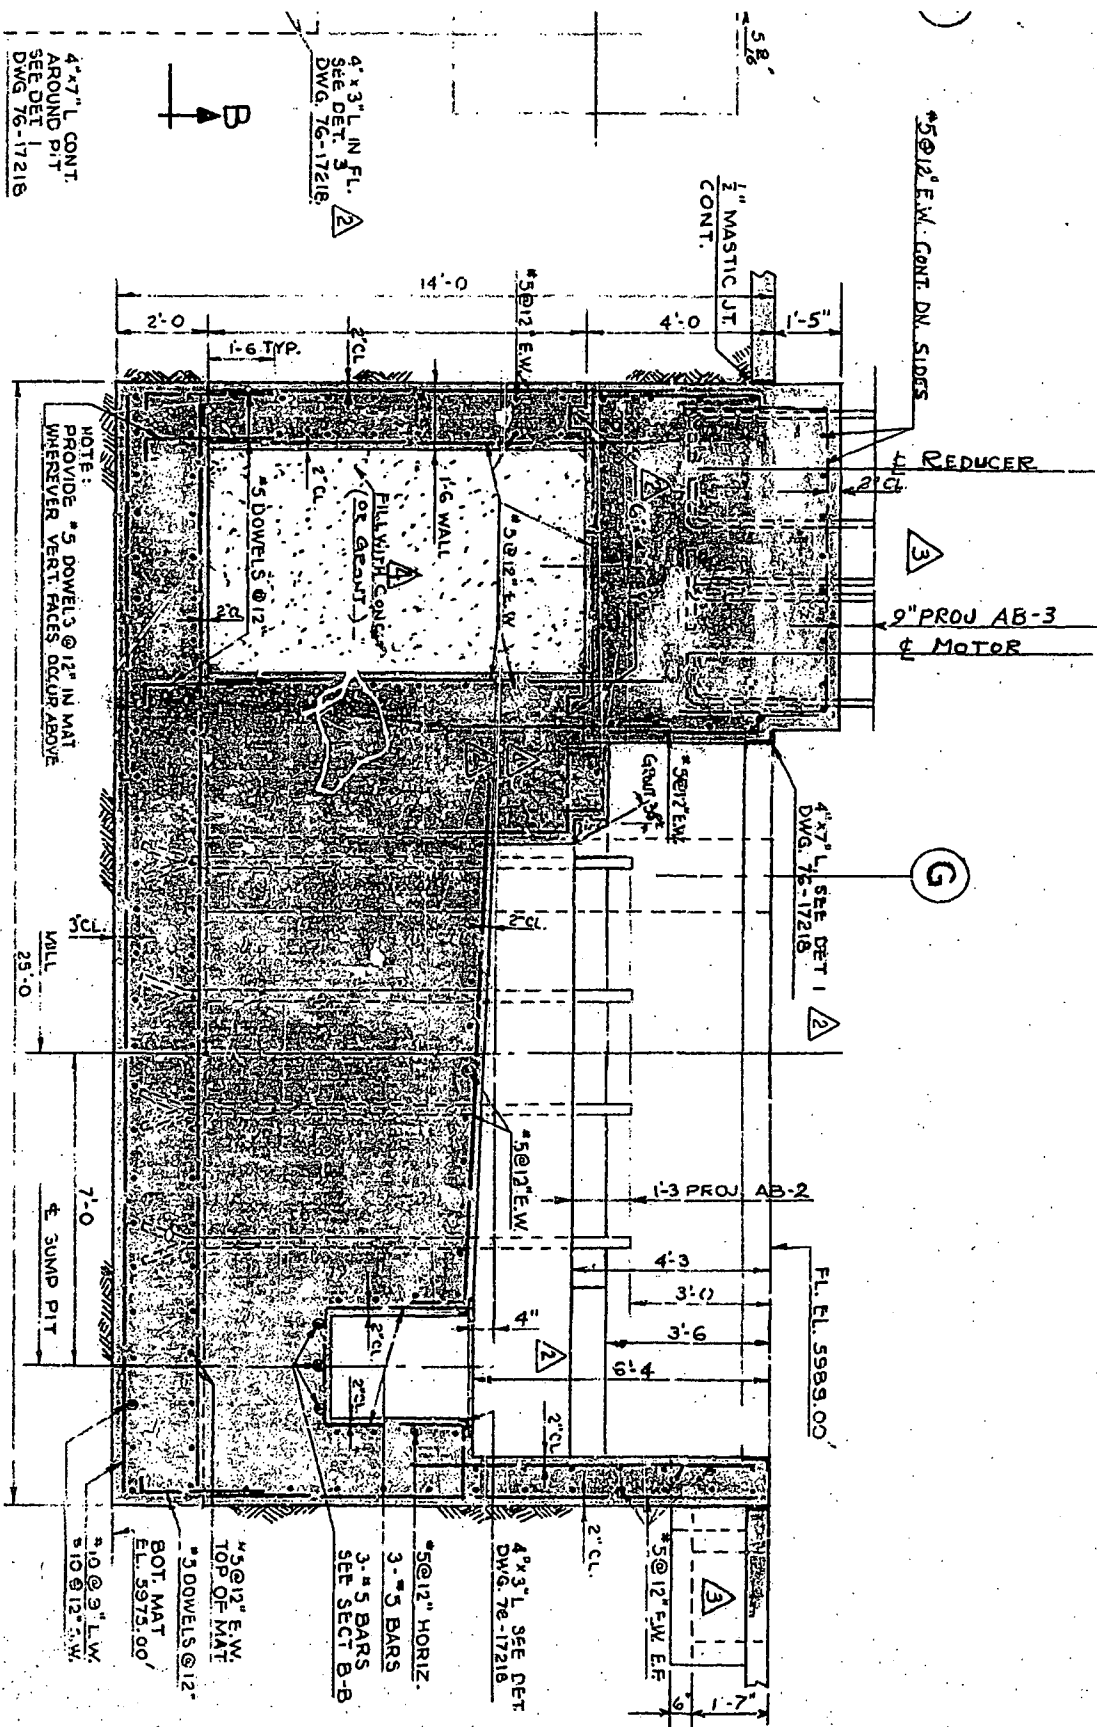 4"x7" L CONT.
AROUND PIT
SEE DET 1
DWG 76-17218
B
4"x3" L IN FL.
SEE DET. 3
DWG. 76-17218
2
#5@12" E.W. CONT. DN. SIDES
1/2" MASTIC JT.
CONT.
14'-0
2'-0
4'-0
1'-5"
1-6 TYP.
2"CL
#5@12" E.W.
℄ REDUCER
2"CL.
3
9" PROJ AB-3
℄ MOTOR
1-6 WALL
2"CL.
#5 DOWELS @ 12"
FILL WITH CONC.
(OR GROUT)
#5@12" E.W.
2"CL
2
NOTE:
PROVIDE #5 DOWELS @ 12" IN MAT
WHEREVER VERT. FACES OCCUR ABOVE
#5@12" E.W.
GROUT
4"x7" L, SEE DET 1
DWG. 76-17218
2
G
2"CL.
3"CL.
MILL
25'-0
7'-0
℄ SUMP PIT
#5@12" E.W.
1'-3 PROJ. AB-2
4'-3
3'-0
3'-6
6'-4
FL. EL. 5989.00'
4"
2
2"CL.
2"CL
2"CL
2"CL.
#5@12" E.W. E.F.
3
1'-7"
6"
4"x3" L SEE DET.
DWG. 76-17218
#5@12" HORIZ.
3-#5 BARS
3-#5 BARS
SEE SECT B-B
#5@12" E.W.
TOP OF MAT
#5 DOWELS @ 12"
BOT. MAT
EL. 5975.00'
#10 @ 9" L.W.
#10 @ 12" S.W.